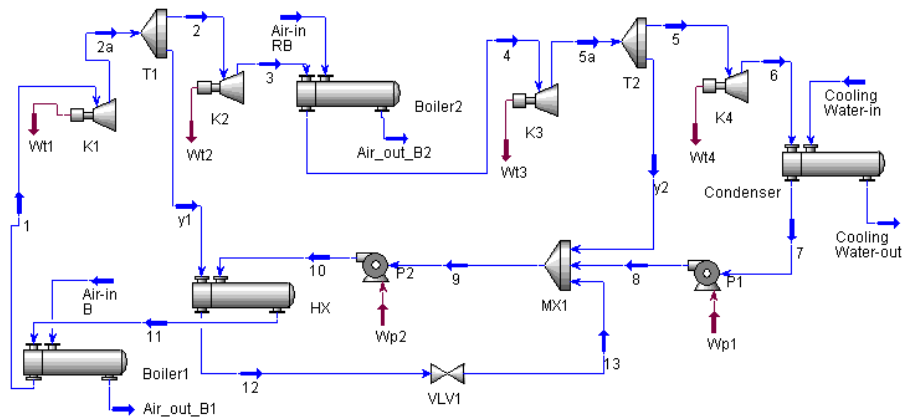 2a
2
T1
Air-in
RB
3
4
5a
5
T2
6
Cooling
Water-in
Boiler2
K1
Wt1
K2
Wt2
Air_out_B2
K3
Wt3
K4
Wt4
Condenser
y2
1
y1
7
Cooling
Water-out
10
P2
9
8
P1
MX1
Air-in
B
HX
Wp2
Wp1
11
13
Boiler1
12
VLV1
Air_out_B1